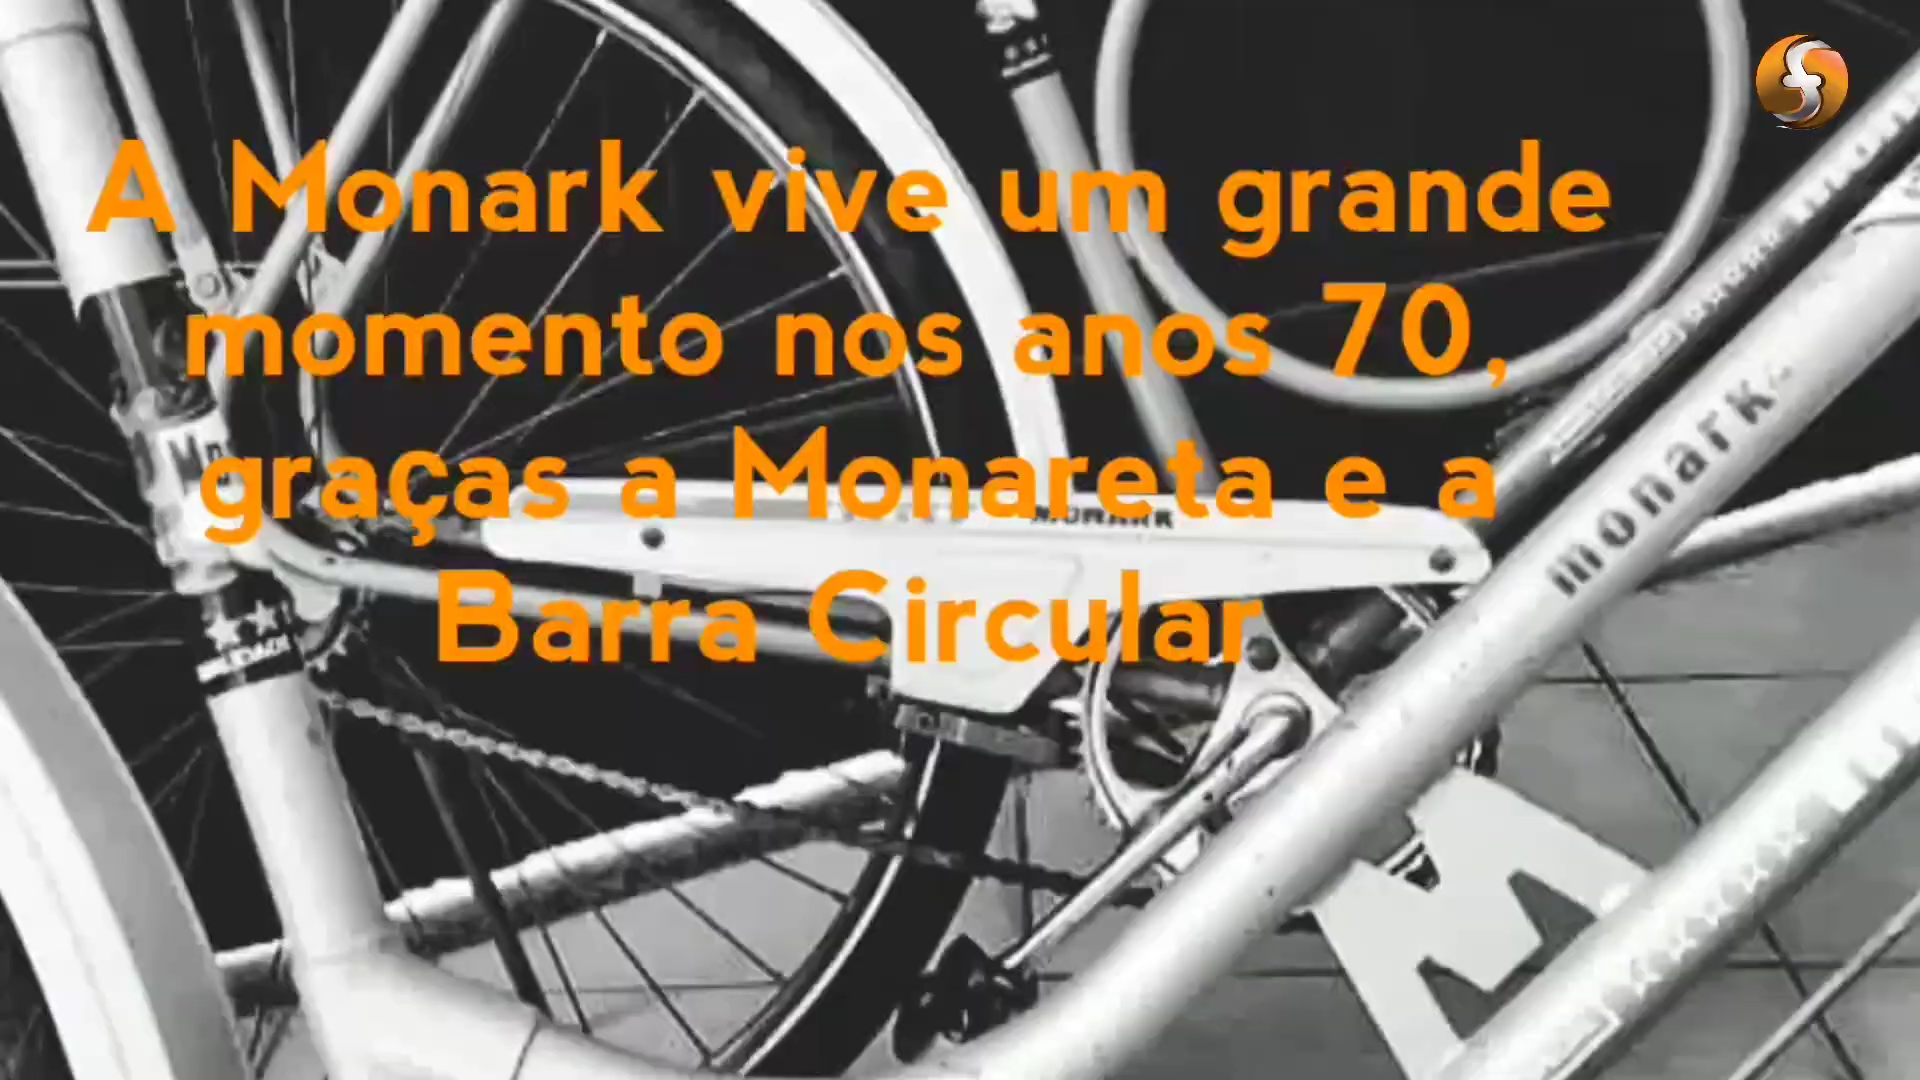 A Monark vive um grande
momento nos anos 70,
graças a Monareta e a
Barra Circular
MONARK
monark